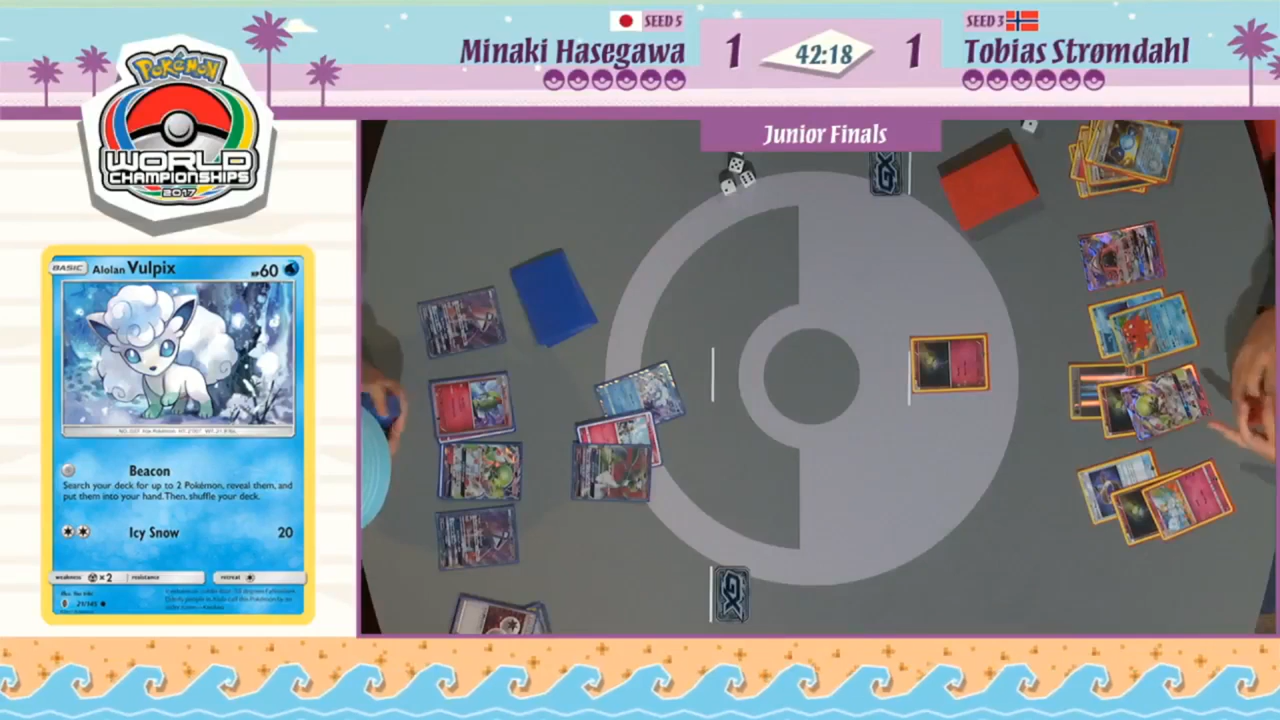 SEED 5
Minaki Hasegawa
1
42:18
1
SEED 3
Tobias Strømdahl
Junior Finals
Pokémon
WORLD
CHAMPIONSHIPS
2017
BASIC
Alolan Vulpix
HP60
Beacon
Search your deck for up to 2 Pokémon, reveal them, and
put them into your hand. Then, shuffle your deck.
Icy Snow
20
weakness
×2
resistance
retreat
21/145
GX
GX